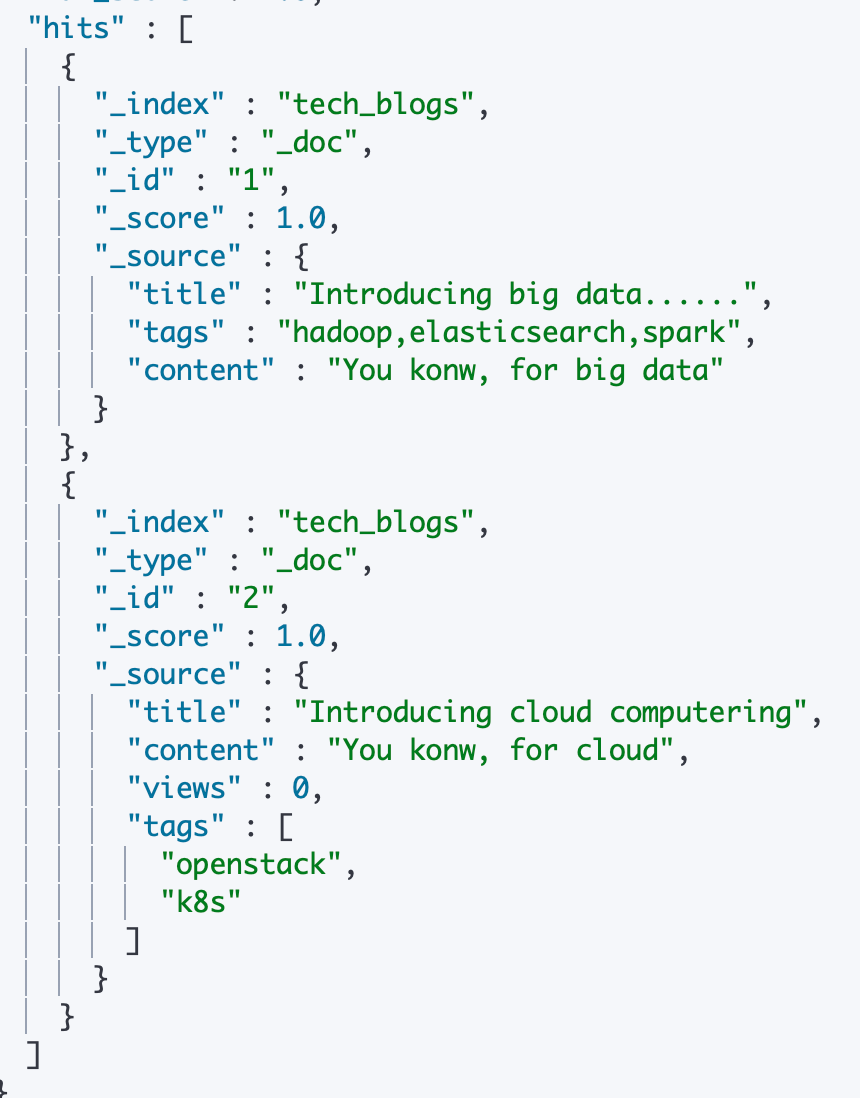 "hits" : [
{
"_index" : "tech_blogs",
"_type" : "_doc",
"_id" : "1",
"_score" : 1.0,
"_source" : {
"title" : "Introducing big data......",
"tags" : "hadoop,elasticsearch,spark",
"content" : "You konw, for big data"
}
},
{
"_index" : "tech_blogs",
"_type" : "_doc",
"_id" : "2",
"_score" : 1.0,
"_source" : {
"title" : "Introducing cloud computering",
"content" : "You konw, for cloud",
"views" : 0,
"tags" : [
"openstack",
"k8s"
]
}
}
]
}